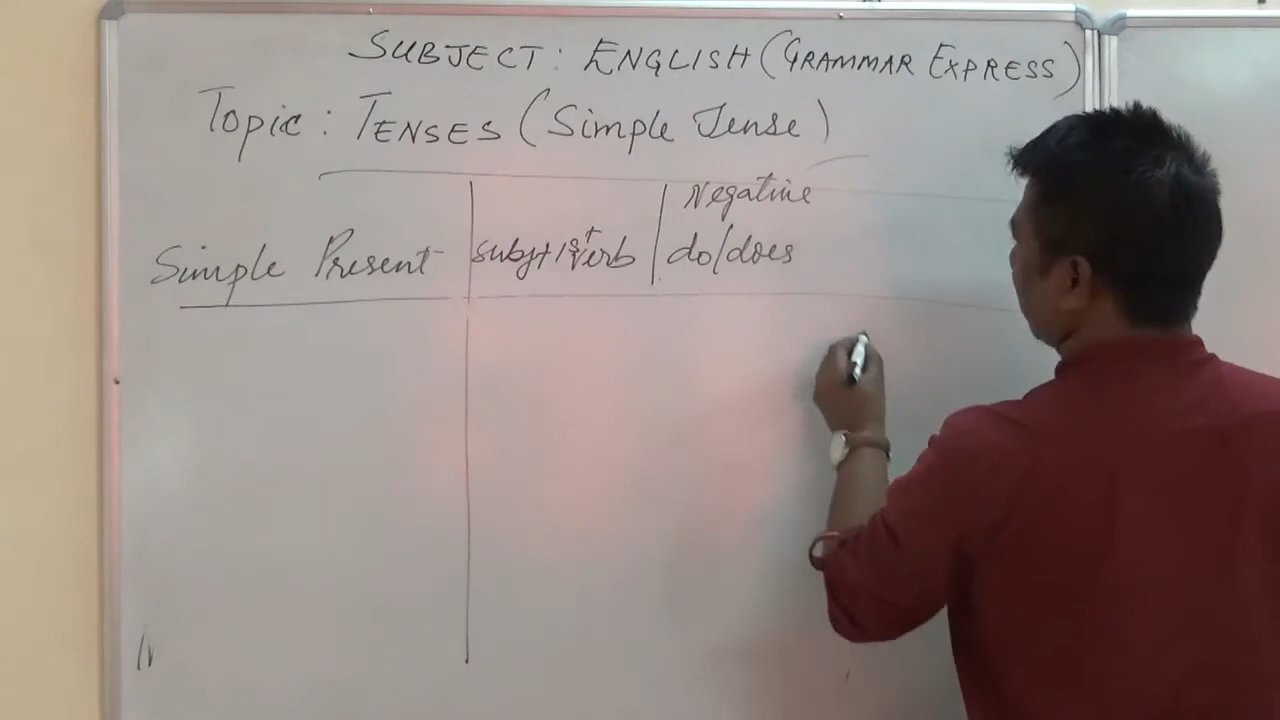 SUBJECT: ENGLISH (GRAMMAR EXPRESS)
Topic: TENSES (Simple Tense)
Negative
Simple Present subj+1st verb do/does